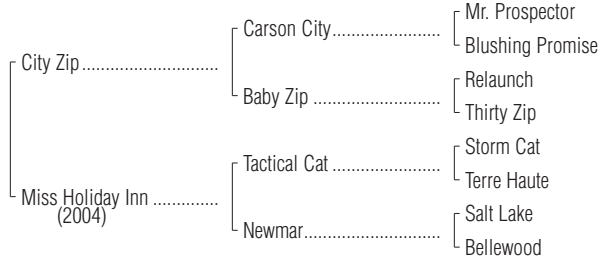 Mr. Prospector
Carson City
Blushing Promise
City Zip
Relaunch
Baby Zip
Thirty Zip
Storm Cat
Tactical Cat
Terre Haute
Miss Holiday Inn
(2004)
Salt Lake
Newmar
Bellewood